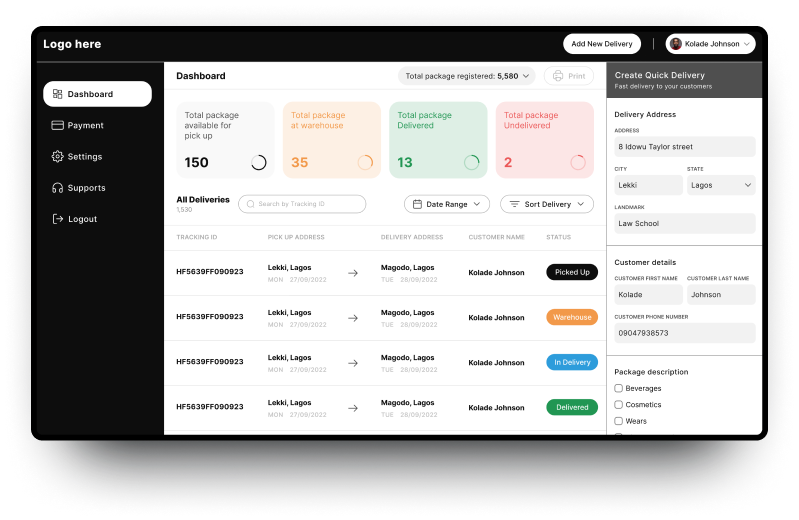 Logo here
Add New Delivery
Kolade Johnson
Dashboard
Payment
Settings
Supports
Logout
Dashboard
Total package registered: 5,580
Print
Total package
available for
pick up
150
Total package
at warehouse
35
Total package
Delivered
13
Total package
Undelivered
2
All Deliveries
1,530
Search by Tracking ID
Date Range
Sort Delivery
TRACKING ID PICK UP ADDRESS DELIVERY ADDRESS CUSTOMER NAME STATUS
HF5639FF090923 Lekki, Lagos Magodo, Lagos Kolade Johnson Picked Up
MON 27/09/2022 TUE 28/09/2022
HF5639FF090923 Lekki, Lagos Magodo, Lagos Kolade Johnson Warehouse
MON 27/09/2022 TUE 28/09/2022
HF5639FF090923 Lekki, Lagos Magodo, Lagos Kolade Johnson In Delivery
MON 27/09/2022 TUE 28/09/2022
HF5639FF090923 Lekki, Lagos Magodo, Lagos Kolade Johnson Delivered
MON 27/09/2022 TUE 28/09/2022
Create Quick Delivery
Fast delivery to your customers
Delivery Address
ADDRESS
8 Idowu Taylor street
CITY STATE
Lekki Lagos
LANDMARK
Law School
Customer details
CUSTOMER FIRST NAME CUSTOMER LAST NAME
Kolade Johnson
CUSTOMER PHONE NUMBER
09047938573
Package description
Beverages
Cosmetics
Wears